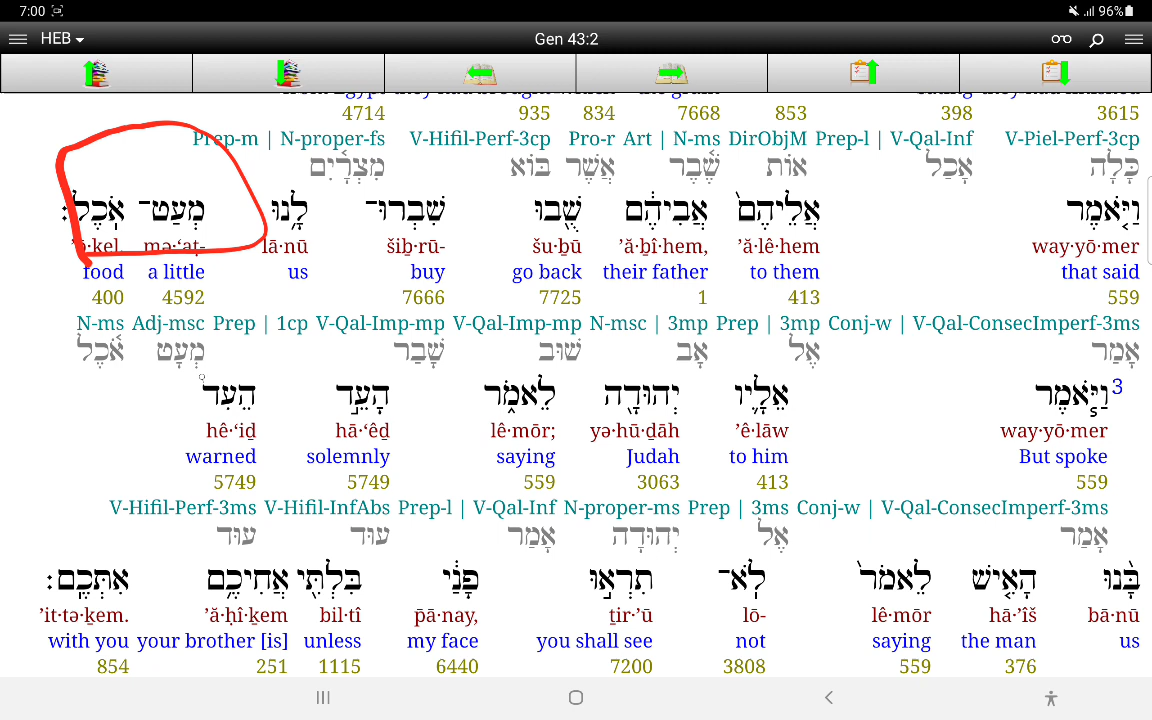 7:00 96%
HEB Gen 43:2
4714 935 834 7668 853 398 3615
Prep-m | N-proper-fs V-Hifil-Perf-3cp Pro-r Art | N-ms DirObjM Prep-l | V-Qal-Inf V-Piel-Perf-3cp
מִצְרַ֫יִם בּוֹא אֲשֶׁר שֶׁ֫בֶר אוֹת אָכַל כָּלָה
וַיֹּ֤אמֶר אֲלֵיהֶם֙ אֲבִיהֶ֔ם שֻׁ֖בוּ שִׁבְרוּ־ לָ֥נוּ מְעַט־ אֹֽכֶל׃
way·yō·mer 'ă·lê·hem 'ă·ḇî·hem, šu·ḇū šiḇ·rū- lā·nū mə·‘aṭ- kel.
that said to them their father go back buy us a little food
559 413 1 7725 7666 4592 400
N-ms Adj-msc Prep | 1cp V-Qal-Imp-mp V-Qal-Imp-mp N-msc | 3mp Prep | 3mp Conj-w | V-Qal-ConsecImperf-3ms
אָמַר אֶל אָב שׁוּב שָׁבַר מְעָט אֹ֫כֶל
3 וַיֹּ֧אמֶר אֵלָ֛יו יְהוּדָ֖ה לֵאמֹ֑ר הָעֵ֣ד הֵעִד֩
way·yō·mer ’ê·lāw yə·hū·ḏāh lê·mōr; hā·‘êḏ hê·‘iḏ
But spoke to him Judah saying solemnly warned
559 413 3063 559 5749 5749
V-Hifil-Perf-3ms V-Hifil-InfAbs Prep-l | V-Qal-Inf N-proper-ms Prep | 3ms Conj-w | V-Qal-ConsecImperf-3ms
אָמַר אֶל יְהוּדָה אָמַר עוּד עוּד
בָּ֨נוּ הָאִ֤ישׁ לֵאמֹר֙ לֹֽא־ תִרְא֣וּ פָנַ֔י בִּלְתִּ֖י אֲחִיכֶ֥ם אִתְּכֶֽם׃
bā·nū hā·’îš lê·mōr lō- ṯir·’ū p̄ā·nay, bil·tî ’ă·ḥî·ḵem ’it·tə·ḵem.
us the man saying not you shall see my face unless your brother [is] with you
376 559 3808 7200 6440 1115 251 854